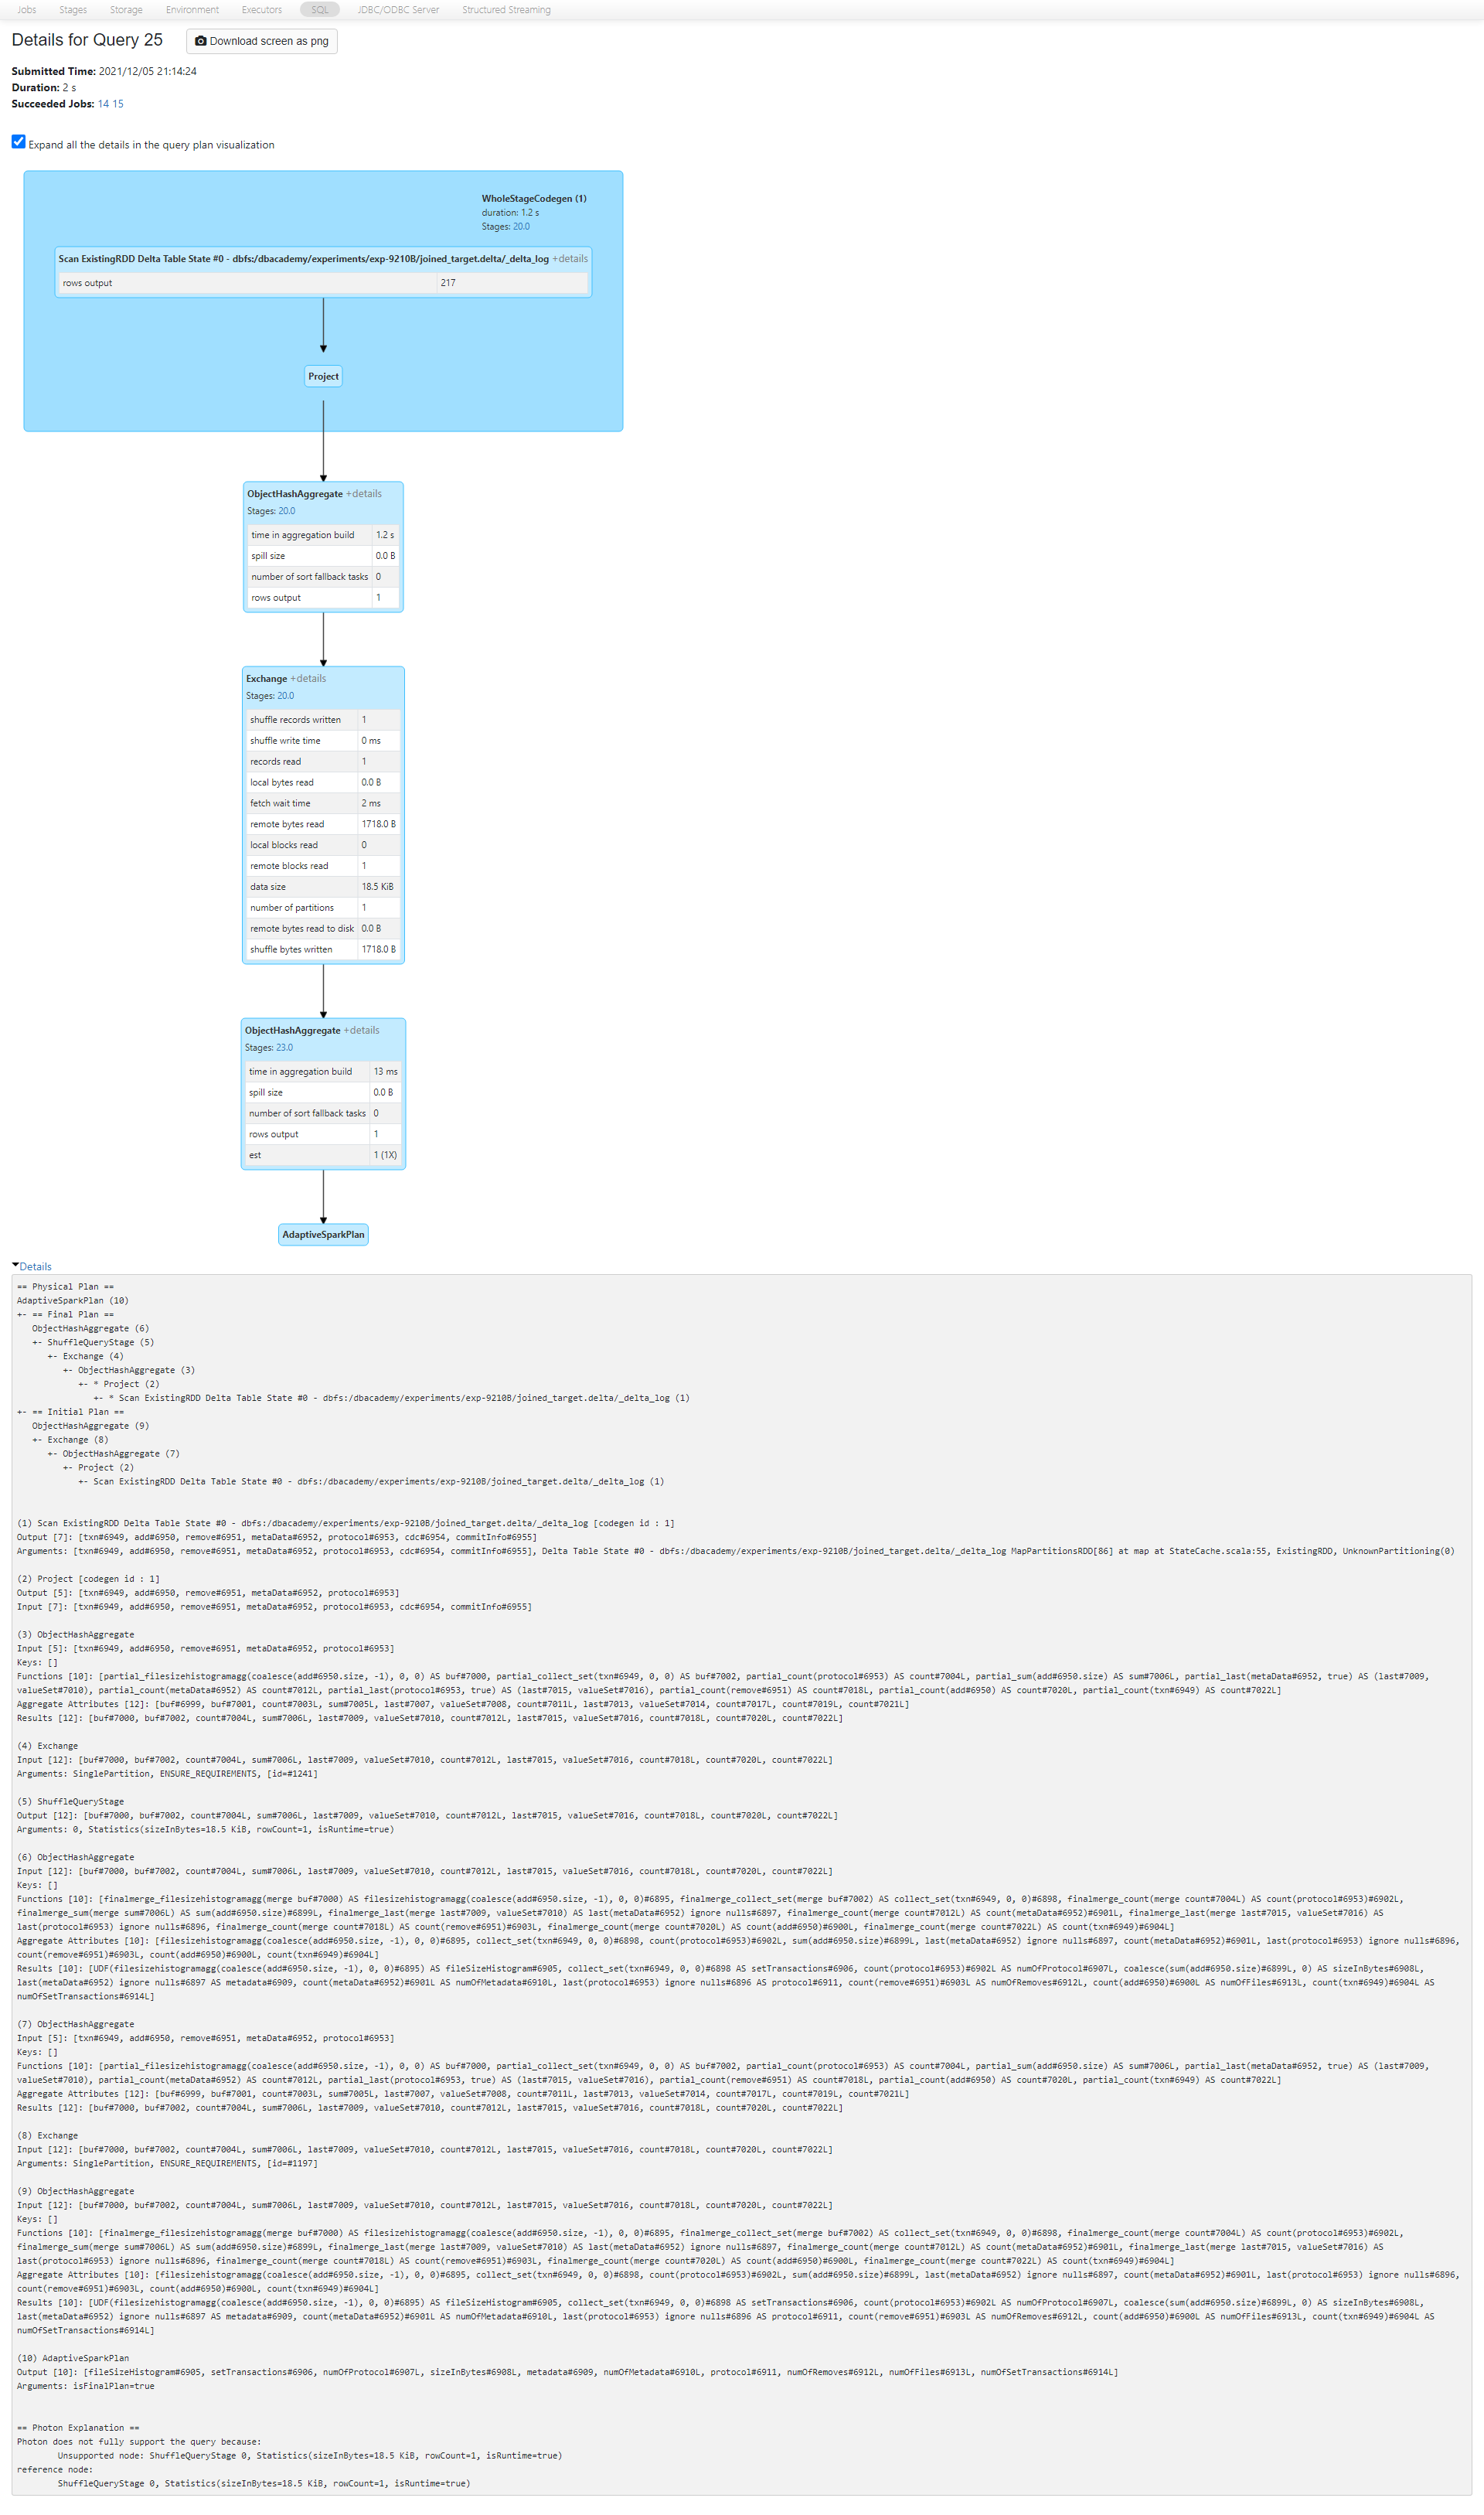 Jobs Stages Storage Environment Executors SQL JDBC/ODBC Server Structured Streaming
Details for Query 25 Download screen as png
Submitted Time: 2021/12/05 21:14:24
Duration: 2 s
Succeeded Jobs: 14 15
Expand all the details in the query plan visualization
WholeStageCodegen (1)
duration: 1.2 s
Stages: 20.0
Scan ExistingRDD Delta Table State #0 - dbfs:/dbacademy/experiments/exp-9210B/joined_target.delta/_delta_log +details
rows output 217
Project
ObjectHashAggregate +details
Stages: 20.0
time in aggregation build 1.2 s
spill size 0.0 B
number of sort fallback tasks 0
rows output 1
Exchange +details
Stages: 20.0
shuffle records written 1
shuffle write time 0 ms
records read 1
local bytes read 0.0 B
fetch wait time 2 ms
remote bytes read 1718.0 B
local blocks read 0
remote blocks read 1
data size 18.5 KiB
number of partitions 1
remote bytes read to disk 0.0 B
shuffle bytes written 1718.0 B
ObjectHashAggregate +details
Stages: 23.0
time in aggregation build 13 ms
spill size 0.0 B
number of sort fallback tasks 0
rows output 1
est 1 (1X)
AdaptiveSparkPlan
Details
== Physical Plan ==
AdaptiveSparkPlan (10)
+- == Final Plan ==
ObjectHashAggregate (6)
+- ShuffleQueryStage (5)
+- Exchange (4)
+- ObjectHashAggregate (3)
+- * Project (2)
+- * Scan ExistingRDD Delta Table State #0 - dbfs:/dbacademy/experiments/exp-9210B/joined_target.delta/_delta_log (1)
+- == Initial Plan ==
ObjectHashAggregate (9)
+- Exchange (8)
+- ObjectHashAggregate (7)
+- Project (2)
+- Scan ExistingRDD Delta Table State #0 - dbfs:/dbacademy/experiments/exp-9210B/joined_target.delta/_delta_log (1)
(1) Scan ExistingRDD Delta Table State #0 - dbfs:/dbacademy/experiments/exp-9210B/joined_target.delta/_delta_log [codegen id : 1]
Output [7]: [txn#6949, add#6950, remove#6951, metaData#6952, protocol#6953, cdc#6954, commitInfo#6955]
Arguments: [txn#6949, add#6950, remove#6951, metaData#6952, protocol#6953, cdc#6954, commitInfo#6955], Delta Table State #0 - dbfs:/dbacademy/experiments/exp-9210B/joined_target.delta/_delta_log MapPartitionsRDD[86] at map at StateCache.scala:55, ExistingRDD, UnknownPartitioning(0)
(2) Project [codegen id : 1]
Output [5]: [txn#6949, add#6950, remove#6951, metaData#6952, protocol#6953]
Input [7]: [txn#6949, add#6950, remove#6951, metaData#6952, protocol#6953, cdc#6954, commitInfo#6955]
(3) ObjectHashAggregate
Input [5]: [txn#6949, add#6950, remove#6951, metaData#6952, protocol#6953]
Keys: []
Functions [10]: [partial_filesizehistogramagg(coalesce(add#6950.size, -1), 0, 0) AS buf#7000, partial_collect_set(txn#6949, 0, 0) AS buf#7002, partial_count(protocol#6953) AS count#7004L, partial_sum(add#6950.size) AS sum#7006L, partial_last(metaData#6952, true) AS (last#7009,
valueSet#7010), partial_count(metaData#6952) AS count#7012L, partial_last(protocol#6953, true) AS (last#7015, valueSet#7016), partial_count(remove#6951) AS count#7018L, partial_count(add#6950) AS count#7020L, partial_count(txn#6949) AS count#7022L]
Aggregate Attributes [12]: [buf#6999, buf#7001, count#7003L, sum#7005L, last#7007, valueSet#7008, count#7011L, last#7013, valueSet#7014, count#7017L, count#7019L, count#7021L]
Results [12]: [buf#7000, buf#7002, count#7004L, sum#7006L, last#7009, valueSet#7010, count#7012L, last#7015, valueSet#7016, count#7018L, count#7020L, count#7022L]
(4) Exchange
Input [12]: [buf#7000, buf#7002, count#7004L, sum#7006L, last#7009, valueSet#7010, count#7012L, last#7015, valueSet#7016, count#7018L, count#7020L, count#7022L]
Arguments: SinglePartition, ENSURE_REQUIREMENTS, [id=#1241]
(5) ShuffleQueryStage
Output [12]: [buf#7000, buf#7002, count#7004L, sum#7006L, last#7009, valueSet#7010, count#7012L, last#7015, valueSet#7016, count#7018L, count#7020L, count#7022L]
Arguments: 0, Statistics(sizeInBytes=18.5 KiB, rowCount=1, isRuntime=true)
(6) ObjectHashAggregate
Input [12]: [buf#7000, buf#7002, count#7004L, sum#7006L, last#7009, valueSet#7010, count#7012L, last#7015, valueSet#7016, count#7018L, count#7020L, count#7022L]
Keys: []
Functions [10]: [finalmerge_filesizehistogramagg(merge buf#7000) AS filesizehistogramagg(coalesce(add#6950.size, -1), 0, 0)#6895, finalmerge_collect_set(merge buf#7002) AS collect_set(txn#6949, 0, 0)#6898, finalmerge_count(merge count#7004L) AS count(protocol#6953)#6902L,
finalmerge_sum(merge sum#7006L) AS sum(add#6950.size)#6899L, finalmerge_last(merge last#7009, valueSet#7010) AS last(metaData#6952) ignore nulls#6897, finalmerge_count(merge count#7012L) AS count(metaData#6952)#6901L, finalmerge_last(merge last#7015, valueSet#7016) AS
last(protocol#6953) ignore nulls#6896, finalmerge_count(merge count#7018L) AS count(remove#6951)#6903L, finalmerge_count(merge count#7020L) AS count(add#6950)#6900L, finalmerge_count(merge count#7022L) AS count(txn#6949)#6904L]
Aggregate Attributes [10]: [filesizehistogramagg(coalesce(add#6950.size, -1), 0, 0)#6895, collect_set(txn#6949, 0, 0)#6898, count(protocol#6953)#6902L, sum(add#6950.size)#6899L, last(metaData#6952) ignore nulls#6897, count(metaData#6952)#6901L, last(protocol#6953) ignore nulls#6896,
count(remove#6951)#6903L, count(add#6950)#6900L, count(txn#6949)#6904L]
Results [10]: [UDF(filesizehistogramagg(coalesce(add#6950.size, -1), 0, 0)#6895) AS fileSizeHistogram#6905, collect_set(txn#6949, 0, 0)#6898 AS setTransactions#6906, count(protocol#6953)#6902L AS numOfProtocol#6907L, coalesce(sum(add#6950.size)#6899L, 0) AS sizeInBytes#6908L,
last(metaData#6952) ignore nulls#6897 AS metadata#6909, count(metaData#6952)#6901L AS numOfMetadata#6910L, last(protocol#6953) ignore nulls#6896 AS protocol#6911, count(remove#6951)#6903L AS numOfRemoves#6912L, count(add#6950)#6900L AS numOfFiles#6913L, count(txn#6949)#6904L AS
numOfSetTransactions#6914L]
(7) ObjectHashAggregate
Input [5]: [txn#6949, add#6950, remove#6951, metaData#6952, protocol#6953]
Keys: []
Functions [10]: [partial_filesizehistogramagg(coalesce(add#6950.size, -1), 0, 0) AS buf#7000, partial_collect_set(txn#6949, 0, 0) AS buf#7002, partial_count(protocol#6953) AS count#7004L, partial_sum(add#6950.size) AS sum#7006L, partial_last(metaData#6952, true) AS (last#7009,
valueSet#7010), partial_count(metaData#6952) AS count#7012L, partial_last(protocol#6953, true) AS (last#7015, valueSet#7016), partial_count(remove#6951) AS count#7018L, partial_count(add#6950) AS count#7020L, partial_count(txn#6949) AS count#7022L]
Aggregate Attributes [12]: [buf#6999, buf#7001, count#7003L, sum#7005L, last#7007, valueSet#7008, count#7011L, last#7013, valueSet#7014, count#7017L, count#7019L, count#7021L]
Results [12]: [buf#7000, buf#7002, count#7004L, sum#7006L, last#7009, valueSet#7010, count#7012L, last#7015, valueSet#7016, count#7018L, count#7020L, count#7022L]
(8) Exchange
Input [12]: [buf#7000, buf#7002, count#7004L, sum#7006L, last#7009, valueSet#7010, count#7012L, last#7015, valueSet#7016, count#7018L, count#7020L, count#7022L]
Arguments: SinglePartition, ENSURE_REQUIREMENTS, [id=#1197]
(9) ObjectHashAggregate
Input [12]: [buf#7000, buf#7002, count#7004L, sum#7006L, last#7009, valueSet#7010, count#7012L, last#7015, valueSet#7016, count#7018L, count#7020L, count#7022L]
Keys: []
Functions [10]: [finalmerge_filesizehistogramagg(merge buf#7000) AS filesizehistogramagg(coalesce(add#6950.size, -1), 0, 0)#6895, finalmerge_collect_set(merge buf#7002) AS collect_set(txn#6949, 0, 0)#6898, finalmerge_count(merge count#7004L) AS count(protocol#6953)#6902L,
finalmerge_sum(merge sum#7006L) AS sum(add#6950.size)#6899L, finalmerge_last(merge last#7009, valueSet#7010) AS last(metaData#6952) ignore nulls#6897, finalmerge_count(merge count#7012L) AS count(metaData#6952)#6901L, finalmerge_last(merge last#7015, valueSet#7016) AS
last(protocol#6953) ignore nulls#6896, finalmerge_count(merge count#7018L) AS count(remove#6951)#6903L, finalmerge_count(merge count#7020L) AS count(add#6950)#6900L, finalmerge_count(merge count#7022L) AS count(txn#6949)#6904L]
Aggregate Attributes [10]: [filesizehistogramagg(coalesce(add#6950.size, -1), 0, 0)#6895, collect_set(txn#6949, 0, 0)#6898, count(protocol#6953)#6902L, sum(add#6950.size)#6899L, last(metaData#6952) ignore nulls#6897, count(metaData#6952)#6901L, last(protocol#6953) ignore nulls#6896,
count(remove#6951)#6903L, count(add#6950)#6900L, count(txn#6949)#6904L]
Results [10]: [UDF(filesizehistogramagg(coalesce(add#6950.size, -1), 0, 0)#6895) AS fileSizeHistogram#6905, collect_set(txn#6949, 0, 0)#6898 AS setTransactions#6906, count(protocol#6953)#6902L AS numOfProtocol#6907L, coalesce(sum(add#6950.size)#6899L, 0) AS sizeInBytes#6908L,
last(metaData#6952) ignore nulls#6897 AS metadata#6909, count(metaData#6952)#6901L AS numOfMetadata#6910L, last(protocol#6953) ignore nulls#6896 AS protocol#6911, count(remove#6951)#6903L AS numOfRemoves#6912L, count(add#6950)#6900L AS numOfFiles#6913L, count(txn#6949)#6904L AS
numOfSetTransactions#6914L]
(10) AdaptiveSparkPlan
Output [10]: [fileSizeHistogram#6905, setTransactions#6906, numOfProtocol#6907L, sizeInBytes#6908L, metadata#6909, numOfMetadata#6910L, protocol#6911, numOfRemoves#6912L, numOfFiles#6913L, numOfSetTransactions#6914L]
Arguments: isFinalPlan=true
== Photon Explanation ==
Photon does not fully support the query because:
Unsupported node: ShuffleQueryStage 0, Statistics(sizeInBytes=18.5 KiB, rowCount=1, isRuntime=true)
reference node:
ShuffleQueryStage 0, Statistics(sizeInBytes=18.5 KiB, rowCount=1, isRuntime=true)